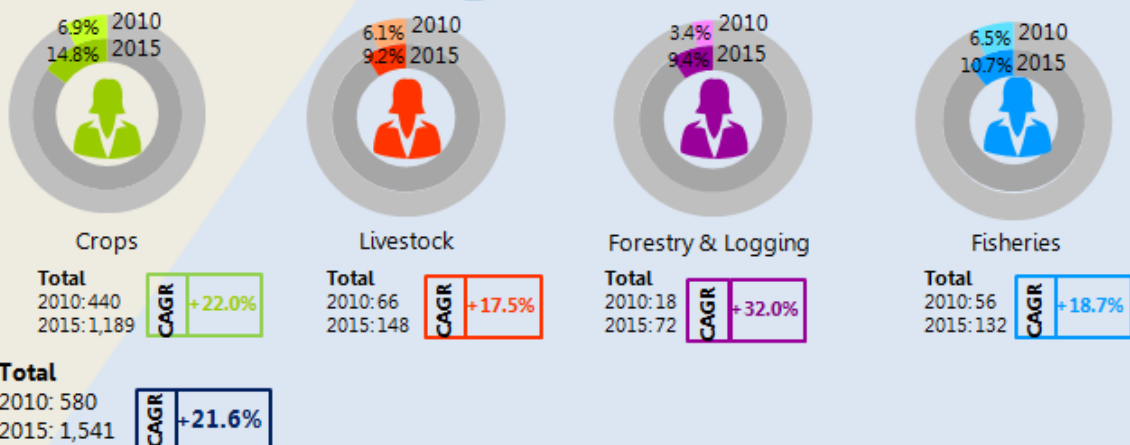 6.9% 2010
14.8% 2015
Crops
Total
2010:440
2015:1,189
CAGR
+22.0%
6.1% 2010
9.2% 2015
Livestock
Total
2010:66
2015:148
CAGR
+17.5%
3.4% 2010
9.4% 2015
Forestry & Logging
Total
2010:18
2015:72
CAGR
+32.0%
6.5% 2010
10.7% 2015
Fisheries
Total
2010:56
2015:132
CAGR
+18.7%
Total
2010: 580
2015: 1,541
CAGR
+21.6%